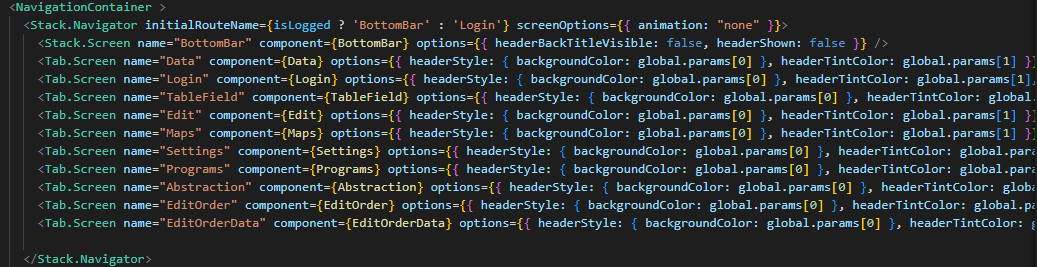 <NavigationContainer >
<Stack.Navigator initialRouteName={isLogged ? 'BottomBar' : 'Login'} screenOptions={{ animation: "none" }}>
<Stack.Screen name="BottomBar" component={BottomBar} options={{ headerBackTitleVisible: false, headerShown: false }} />
<Tab.Screen name="Data" component={Data} options={{ headerStyle: { backgroundColor: global.params[0] }, headerTintColor: global.params[1] }}
<Tab.Screen name="Login" component={Login} options={{ headerStyle: { backgroundColor: global.params[0] }, headerTintColor: global.params[1],
<Tab.Screen name="TableField" component={TableField} options={{ headerStyle: { backgroundColor: global.params[0] }, headerTintColor: global.
<Tab.Screen name="Edit" component={Edit} options={{ headerStyle: { backgroundColor: global.params[0] }, headerTintColor: global.params[1] }}
<Tab.Screen name="Maps" component={Maps} options={{ headerStyle: { backgroundColor: global.params[0] }, headerTintColor: global.params[1] }}
<Tab.Screen name="Settings" component={Settings} options={{ headerStyle: { backgroundColor: global.params[0] }, headerTintColor: global.para
<Tab.Screen name="Programs" component={Programs} options={{ headerStyle: { backgroundColor: global.params[0] }, headerTintColor: global.para
<Tab.Screen name="Abstraction" component={Abstraction} options={{ headerStyle: { backgroundColor: global.params[0] }, headerTintColor: globa
<Tab.Screen name="EditOrder" component={EditOrder} options={{ headerStyle: { backgroundColor: global.params[0] }, headerTintColor: global.pa
<Tab.Screen name="EditOrderData" component={EditOrderData} options={{ headerStyle: { backgroundColor: global.params[0] }, headerTintColor: g
</Stack.Navigator>